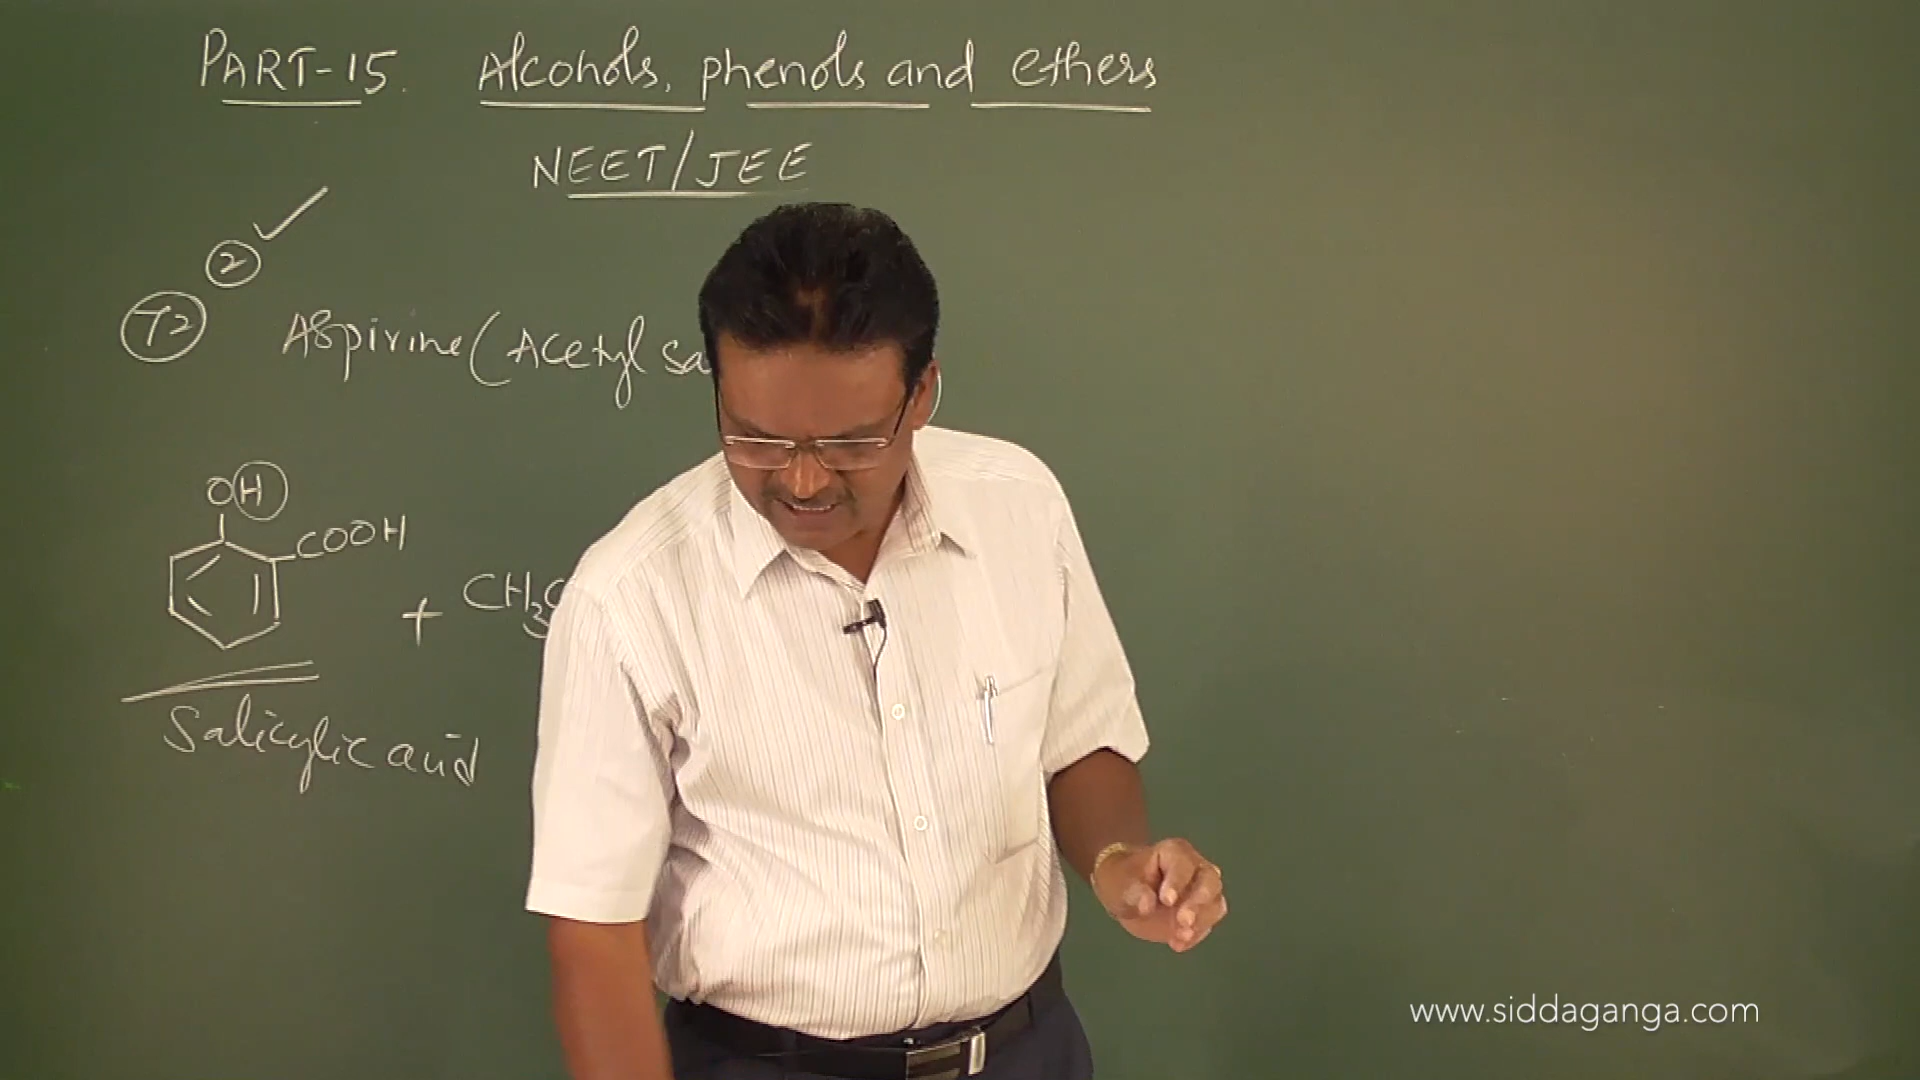 PART-15. Alcohols, phenols and ethers
NEET/JEE
2
72 Aspirine (Acetyl sa
OH
COOH
+ CH3C
Salicylic acid
www.siddaganga.com